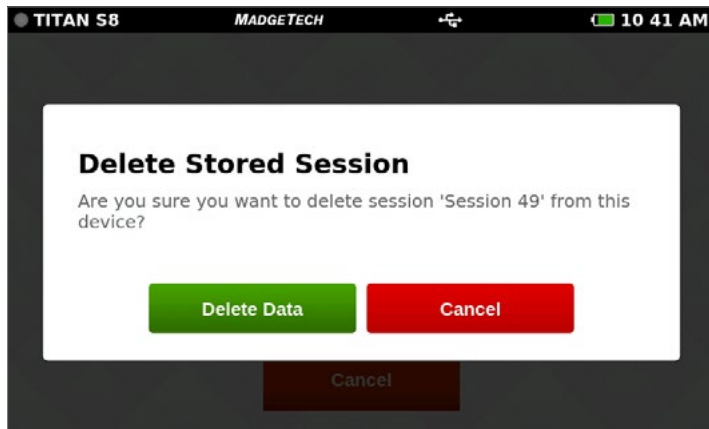 TITAN S8 MADGETECH 10 41 AM
Delete Stored Session
Are you sure you want to delete session 'Session 49' from this
device?
Delete Data Cancel
Cancel